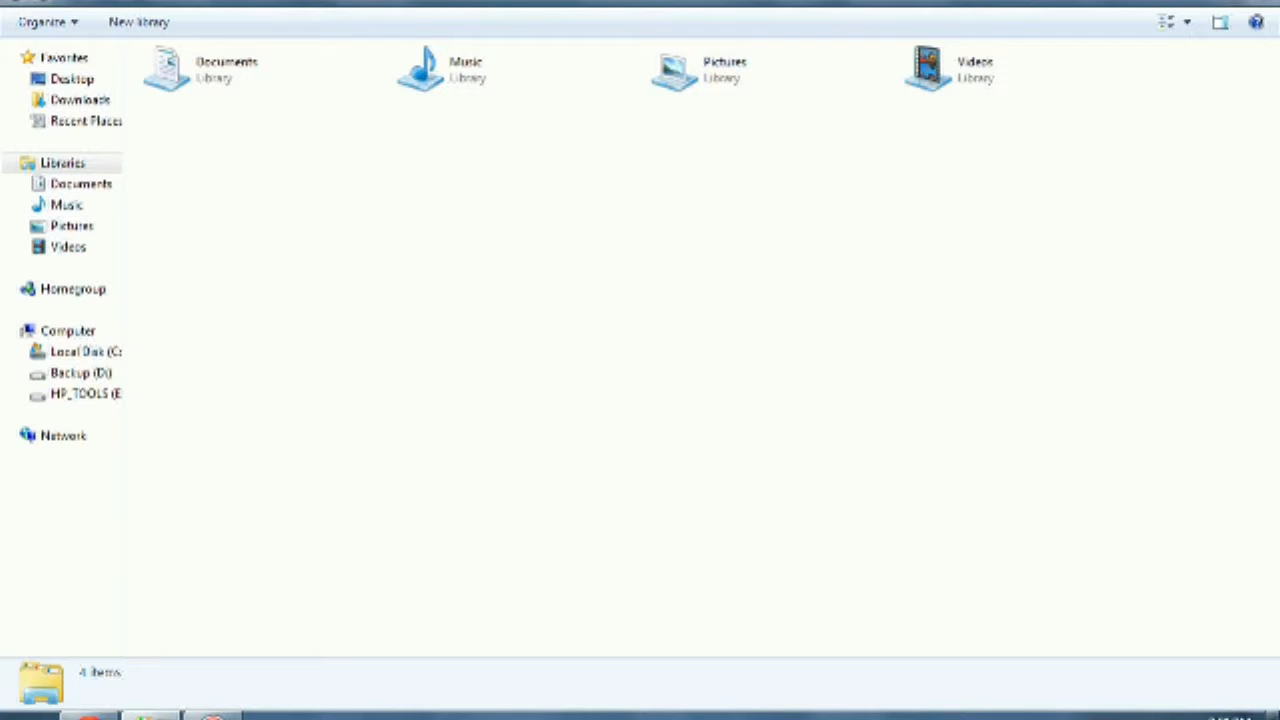 Organize New library
Favorites
Desktop
Downloads
Recent Places
Libraries
Documents
Music
Pictures
Videos
Homegroup
Computer
Local Disk (C:
Backup (D:)
HP_TOOLS (E
Network
Documents
Library
Music
Library
Pictures
Library
Videos
Library
4 items